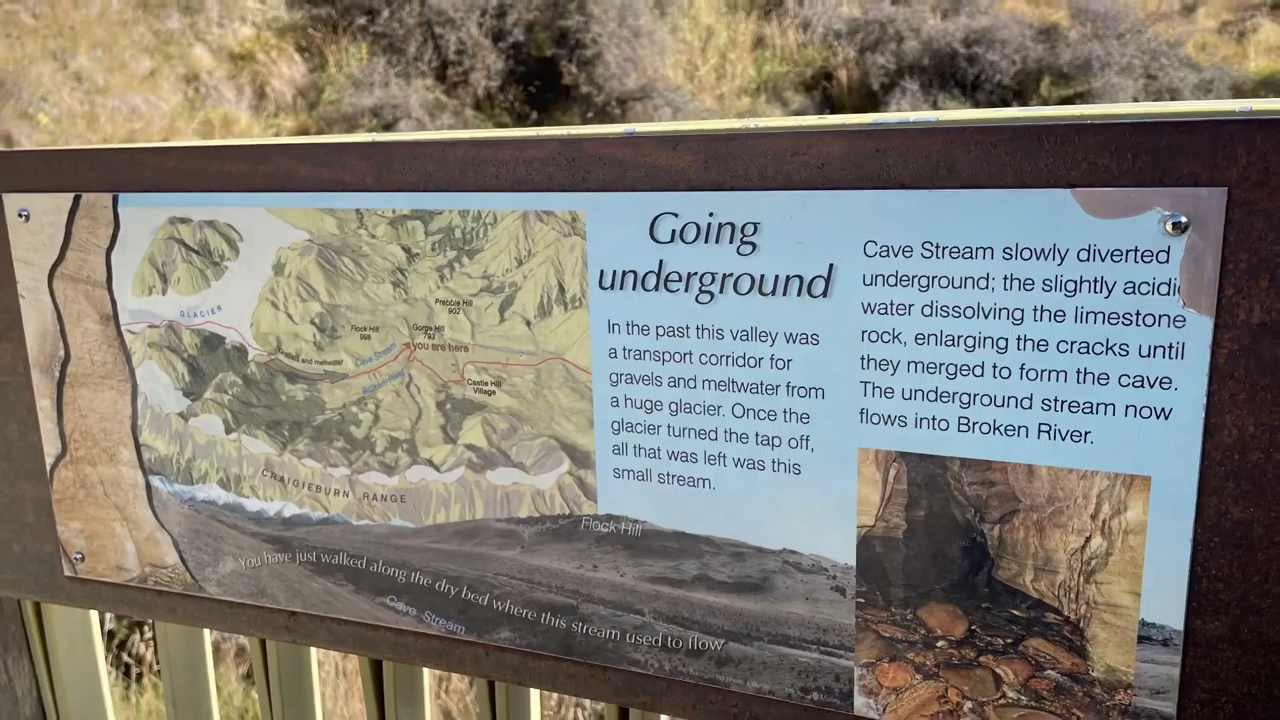 Going
underground
In the past this valley was
a transport corridor for
gravels and meltwater from
a huge glacier. Once the
glacier turned the tap off,
all that was left was this
small stream.
Cave Stream slowly diverted
underground; the slightly acidi
water dissolving the limestone
rock, enlarging the cracks until
they merged to form the cave.
The underground stream now
flows into Broken River.
GLACIER
Prebble Hill
902
Flock Hill
998
Gorge Hill
793
you are here
Gravels and meltwater
Cave Stream
Broken River
Castle Hill
Village
CRAIGIEBURN RANGE
Flock Hill
You have just walked along the dry bed where this stream used to flow
Cave Stream